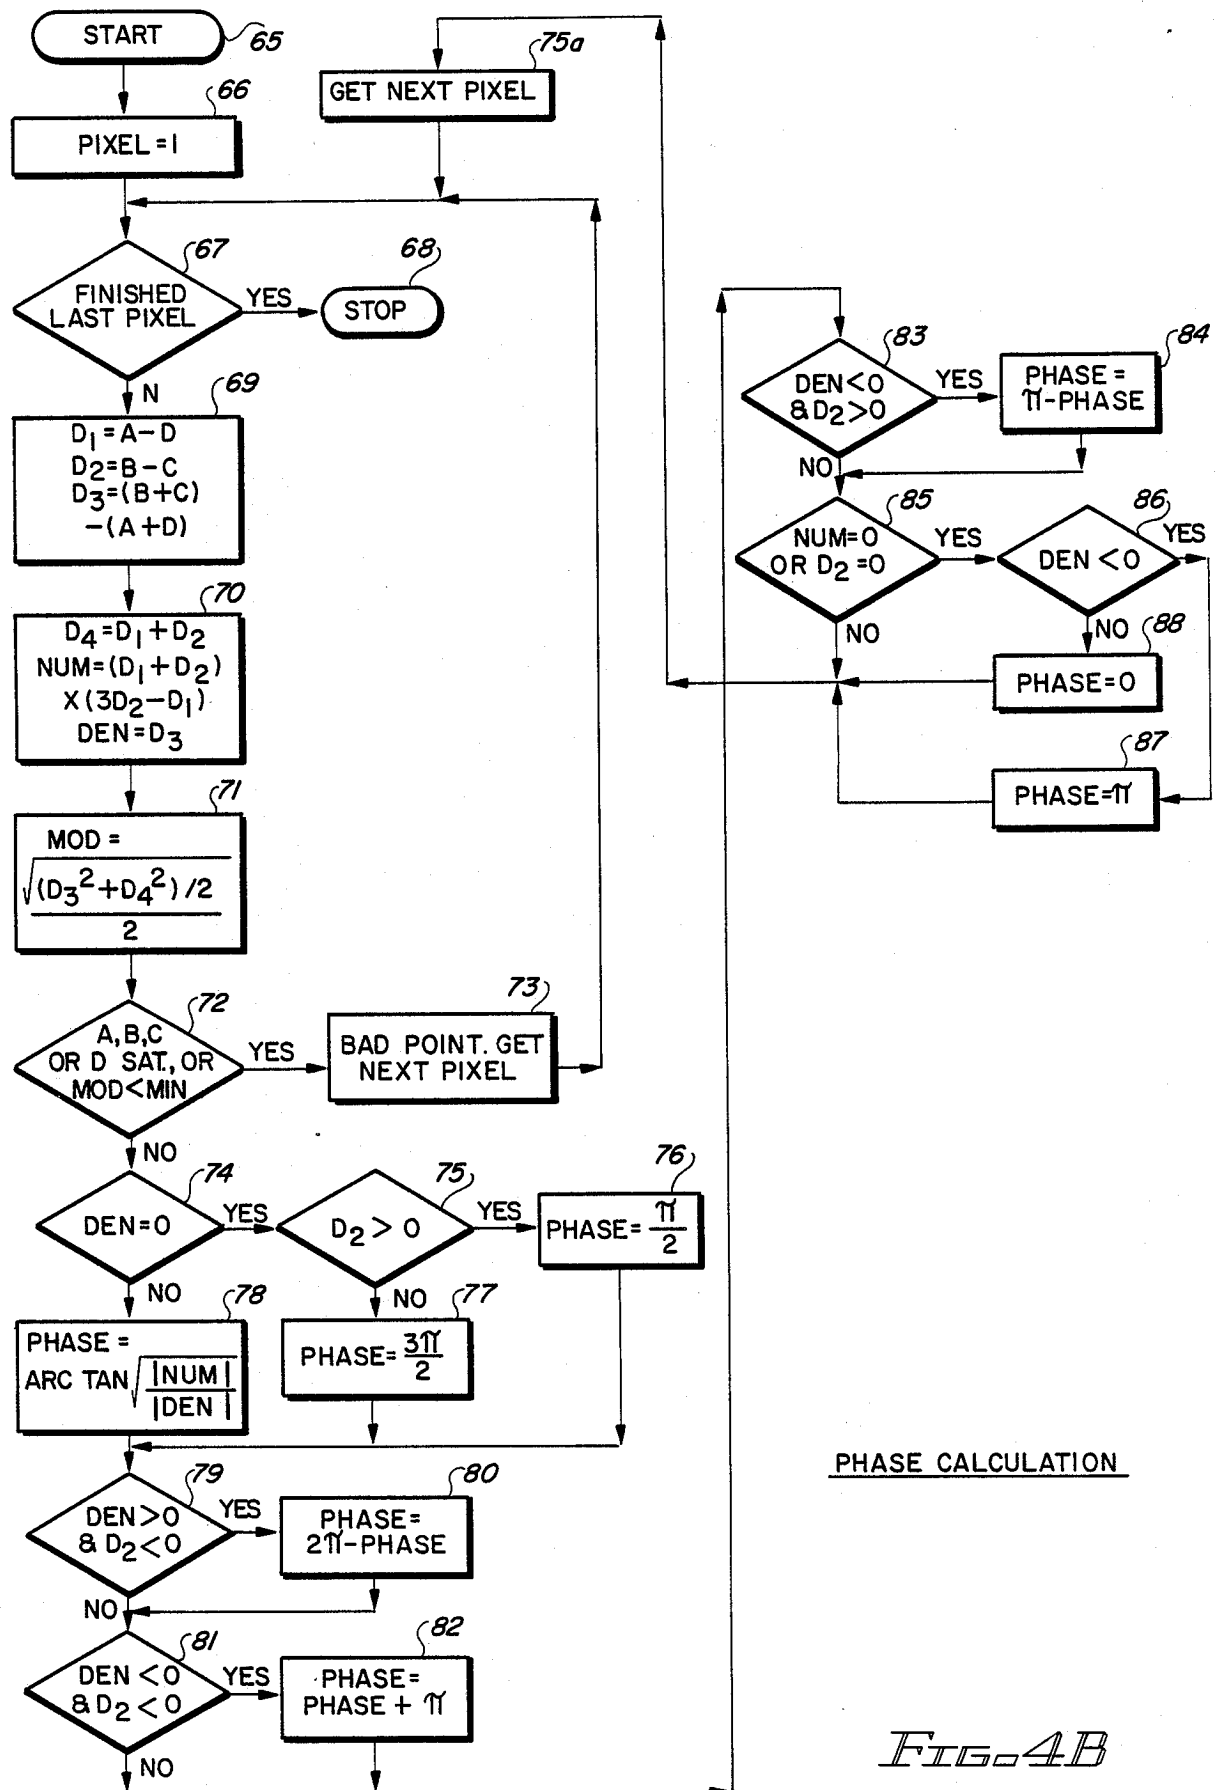 START
65
66
PIXEL=1
75a
GET NEXT PIXEL
67
FINISHED
LAST PIXEL
YES
68
STOP
N
69
D1=A-D
D2=B-C
D3=(B+C)
-(A+D)
70
D4=D1+D2
NUM=(D1+D2)
X(3D2-D1)
DEN=D3
71
MOD=
√(D3²+D4²)/2
2
72
A,B,C
OR D SAT., OR
MOD<MIN
YES
73
BAD POINT. GET
NEXT PIXEL
NO
74
DEN=0
YES
75
D2>0
YES
76
PHASE=π/2
NO
NO
77
PHASE=3π/2
78
PHASE=
ARC TAN √|NUM|/|DEN|
79
DEN>0
& D2<0
YES
80
PHASE=
2π-PHASE
NO
81
DEN<0
& D2<0
YES
82
PHASE=
PHASE+π
NO
83
DEN<0
& D2>0
YES
84
PHASE=
π-PHASE
NO
85
NUM=0
OR D2=0
YES
86
DEN<0
YES
NO
NO
88
PHASE=0
87
PHASE=π
PHASE CALCULATION
FIG.4B